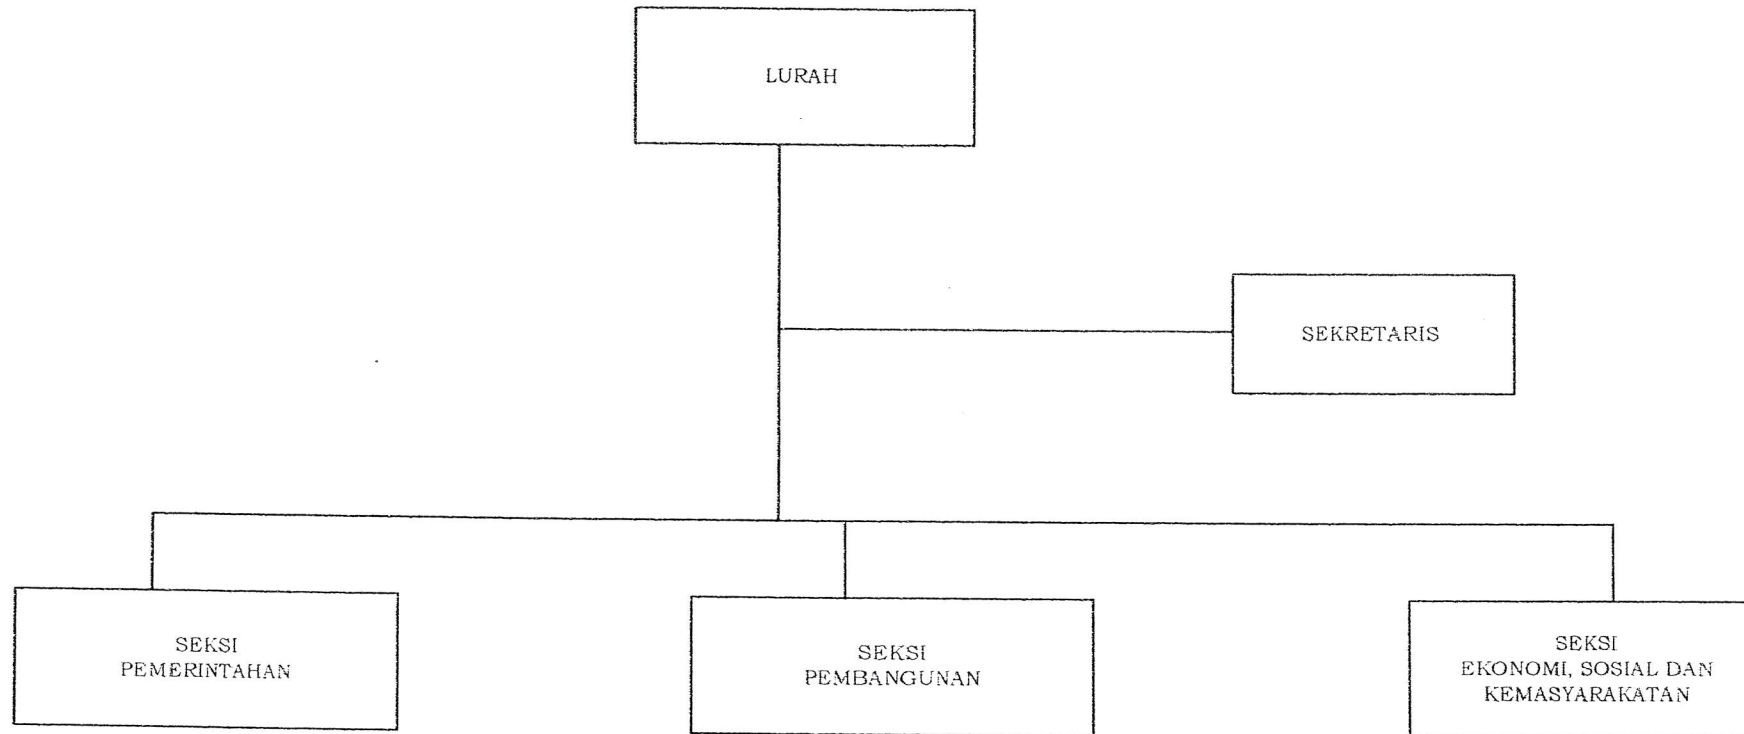 LURAH
SEKRETARIS
SEKSI
PEMERINTAHAN
SEKSI
PEMBANGUNAN
SEKSI
EKONOMI, SOSIAL DAN
KEMASYARAKATAN